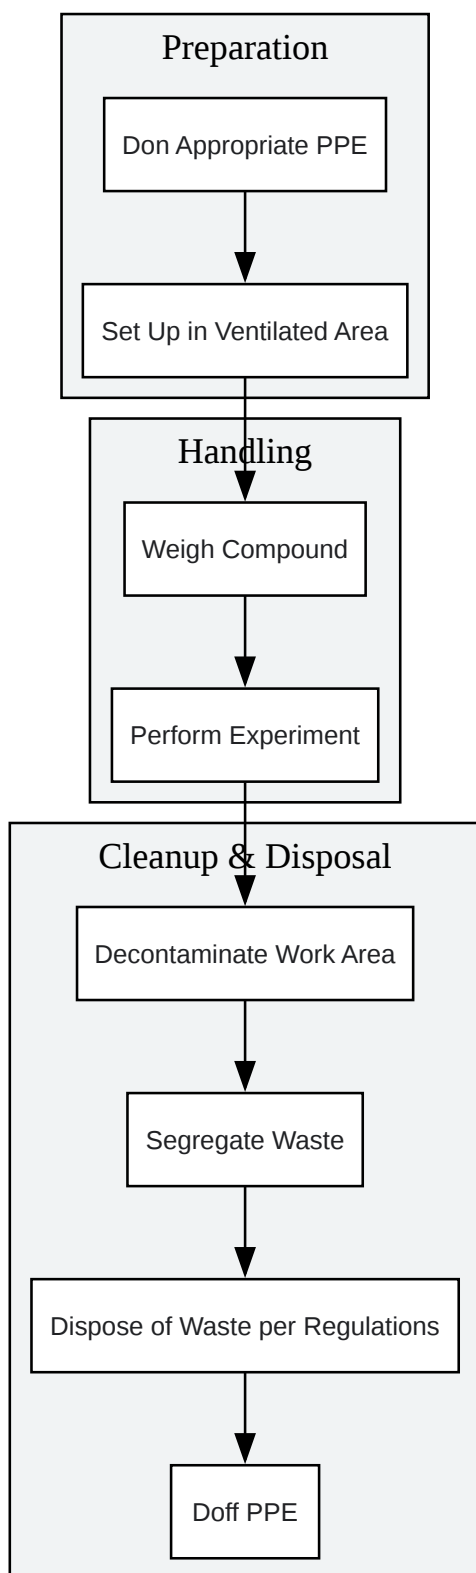 Preparation
Don Appropriate PPE
Set Up in Ventilated Area
Handling
Weigh Compound
Perform Experiment
Cleanup & Disposal
Decontaminate Work Area
Segregate Waste
Dispose of Waste per Regulations
Doff PPE